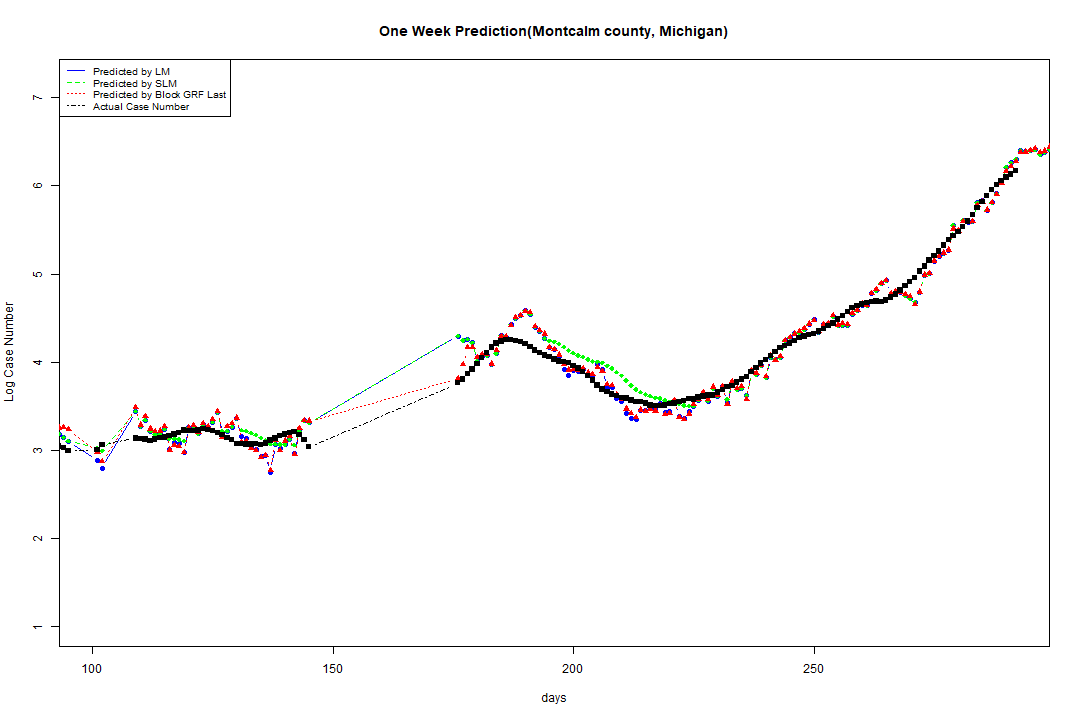 One Week Prediction(Montcalm county, Michigan)
Predicted by LM
Predicted by SLM
Predicted by Block GRF Last
Actual Case Number
7
6
5
4
3
2
1
Log Case Number
100 150 200 250
days